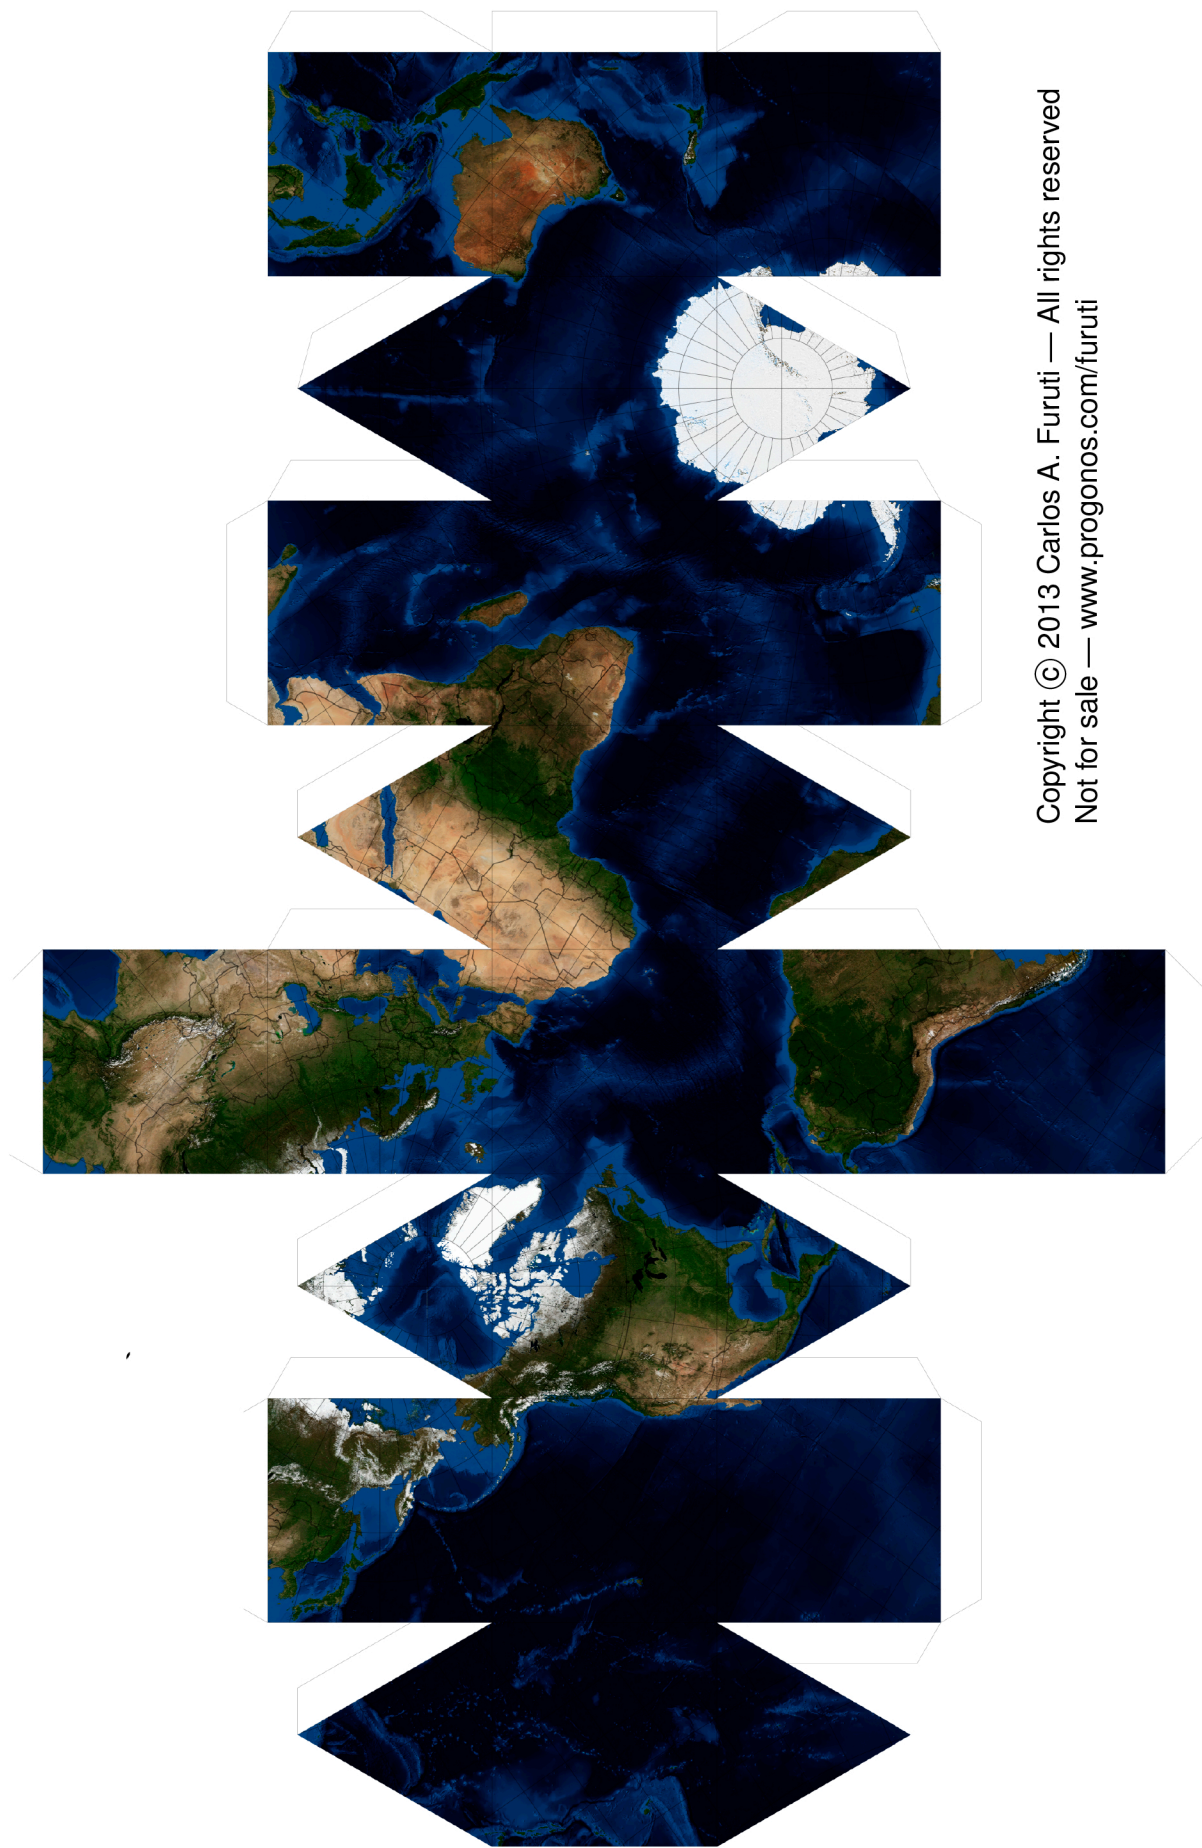 Copyright © 2013 Carlos A. Furuti — All rights reserved
Not for sale — www.progonos.com/furuti